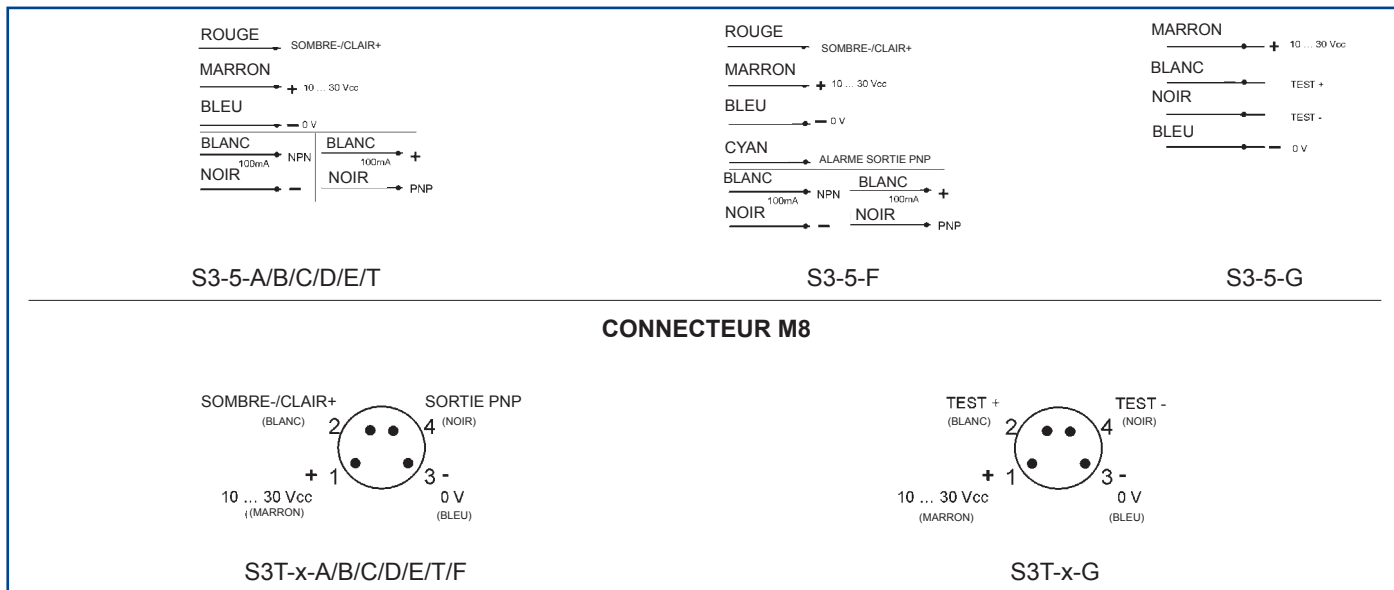 ROUGE
SOMBRE-/CLAIR+
MARRON
+ 10 ... 30 Vcc
BLEU
- 0 V
BLANC
100mA
NPN
NOIR
-
BLANC
100mA
+
NOIR
PNP
S3-5-A/B/C/D/E/T
ROUGE
SOMBRE-/CLAIR+
MARRON
+ 10 ... 30 Vcc
BLEU
- 0 V
CYAN
ALARME SORTIE PNP
BLANC
100mA
NPN
NOIR
-
BLANC
100mA
+
NOIR
PNP
S3-5-F
MARRON
+ 10 ... 30 Vcc
BLANC
TEST +
NOIR
TEST -
BLEU
- 0 V
S3-5-G
CONNECTEUR M8
SOMBRE-/CLAIR+
(BLANC)
2
SORTIE PNP
(NOIR)
4
+
1
10 ... 30 Vcc
(MARRON)
3 -
0 V
(BLEU)
S3T-x-A/B/C/D/E/T/F
TEST +
(BLANC)
2
TEST -
(NOIR)
4
+
1
10 ... 30 Vcc
(MARRON)
3 -
0 V
(BLEU)
S3T-x-G